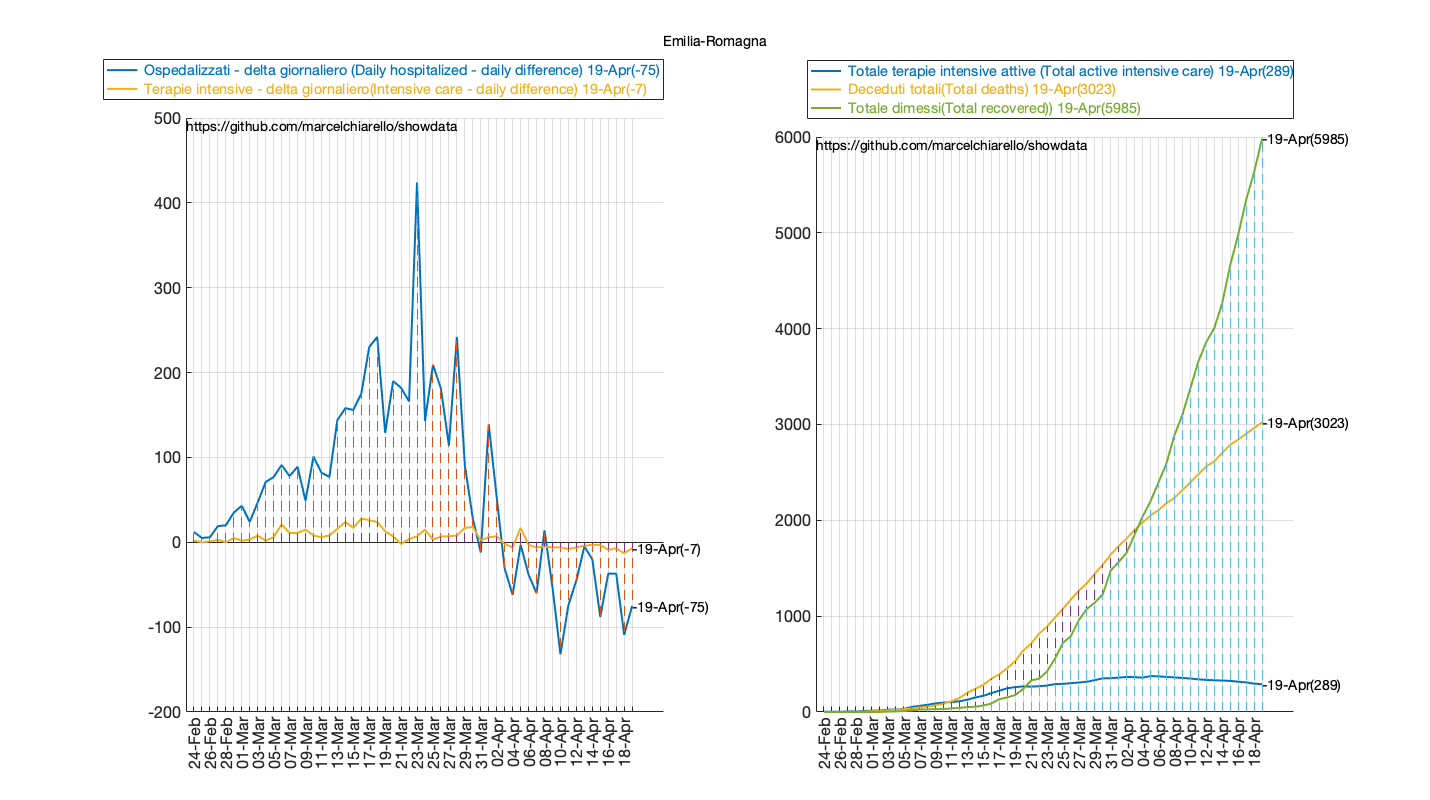 Emilia-Romagna
Ospedalizzati - delta giornaliero (Daily hospitalized - daily difference) 19-Apr(-75)
Terapie intensive - delta giornaliero(Intensive care - daily difference) 19-Apr(-7)
https://github.com/marcelchiarello/showdata
500
400
300
200
100
0
-100
-200
19-Apr(-7)
19-Apr(-75)
24-Feb
26-Feb
28-Feb
01-Mar
03-Mar
05-Mar
07-Mar
09-Mar
11-Mar
13-Mar
15-Mar
17-Mar
19-Mar
21-Mar
23-Mar
25-Mar
27-Mar
29-Mar
31-Mar
02-Apr
04-Apr
06-Apr
08-Apr
10-Apr
12-Apr
14-Apr
16-Apr
18-Apr
Totale terapie intensive attive (Total active intensive care) 19-Apr(289)
Deceduti totali(Total deaths) 19-Apr(3023)
Totale dimessi(Total recovered)) 19-Apr(5985)
https://github.com/marcelchiarello/showdata
6000
5000
4000
3000
2000
1000
0
19-Apr(5985)
19-Apr(3023)
19-Apr(289)
24-Feb
26-Feb
28-Feb
01-Mar
03-Mar
05-Mar
07-Mar
09-Mar
11-Mar
13-Mar
15-Mar
17-Mar
19-Mar
21-Mar
23-Mar
25-Mar
27-Mar
29-Mar
31-Mar
02-Apr
04-Apr
06-Apr
08-Apr
10-Apr
12-Apr
14-Apr
16-Apr
18-Apr